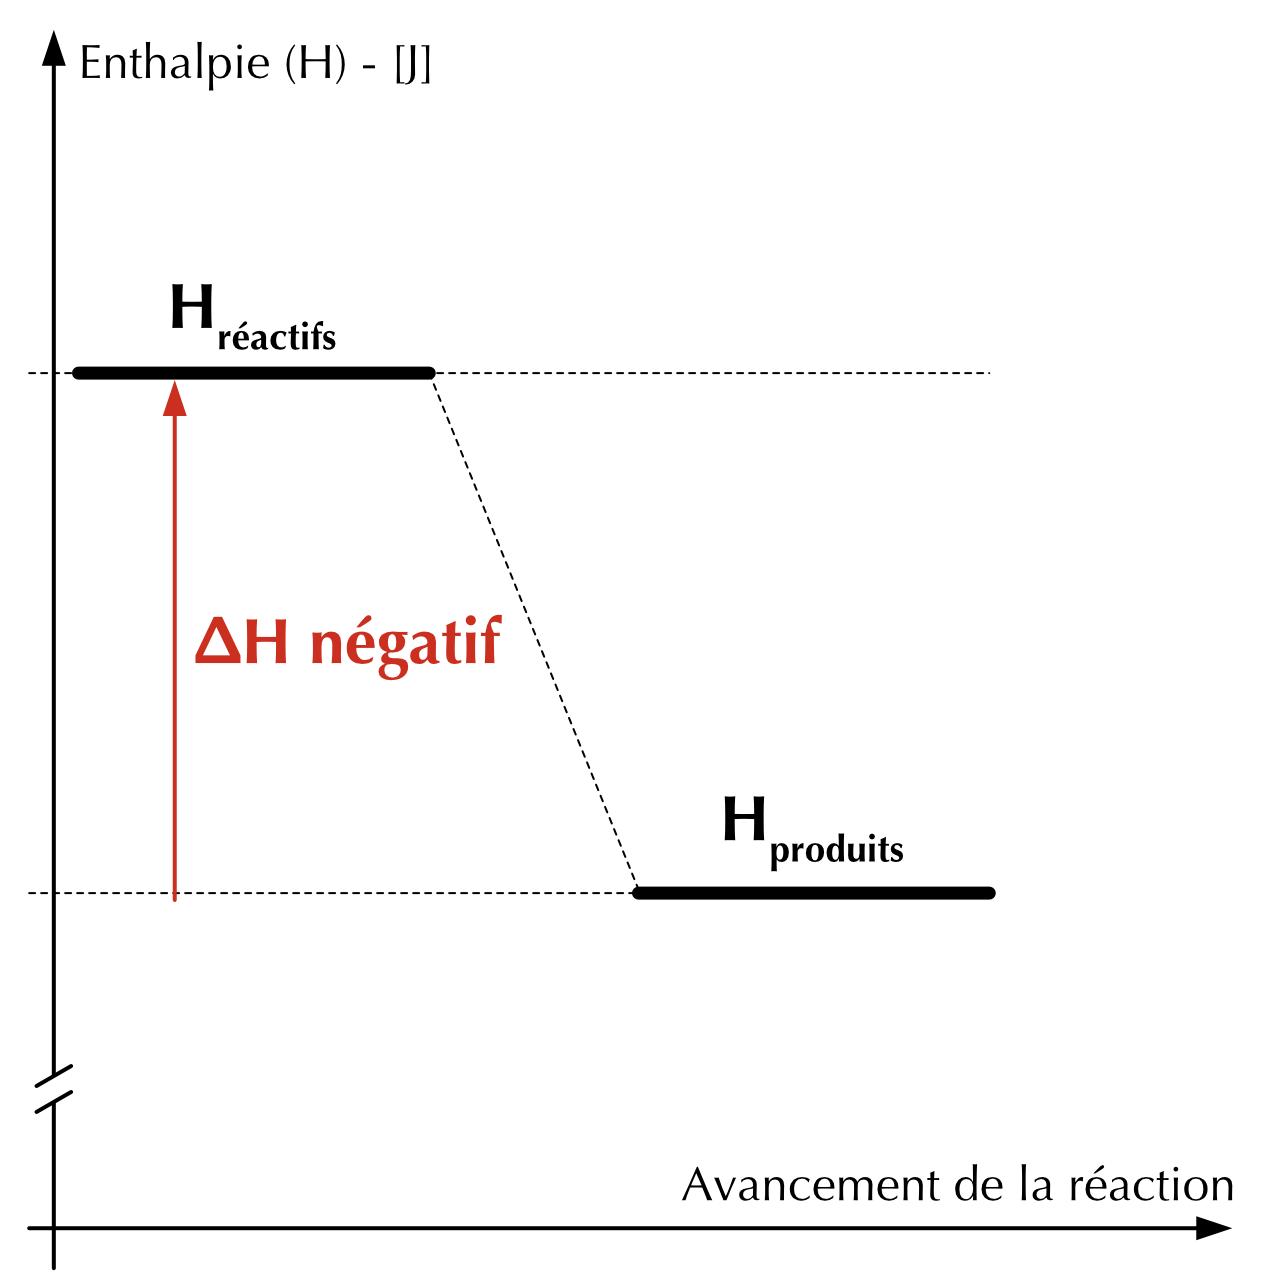 Enthalpie (H) - [J]
Hréactifs
ΔH négatif
Hproduits
Avancement de la réaction